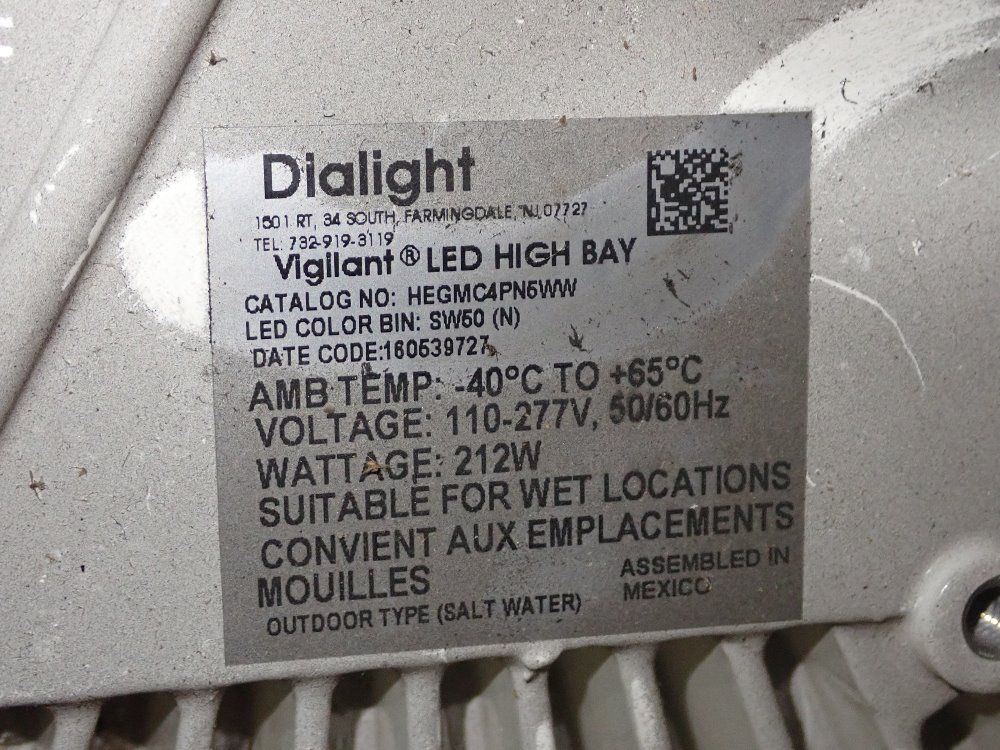 Dialight
1501 RT, 34 SOUTH, FARMINGDALE, NJ, 07727
TEL: 732-919-3119
Vigilant® LED HIGH BAY
CATALOG NO: HEGMC4PN5WW
LED COLOR BIN: SW50 (N)
DATE CODE:160539727
AMB TEMP: -40°C TO +65°C
VOLTAGE: 110-277V, 50/60Hz
WATTAGE: 212W
SUITABLE FOR WET LOCATIONS
CONVIENT AUX EMPLACEMENTS
MOUILLES
ASSEMBLED IN
MEXICO
OUTDOOR TYPE (SALT WATER)